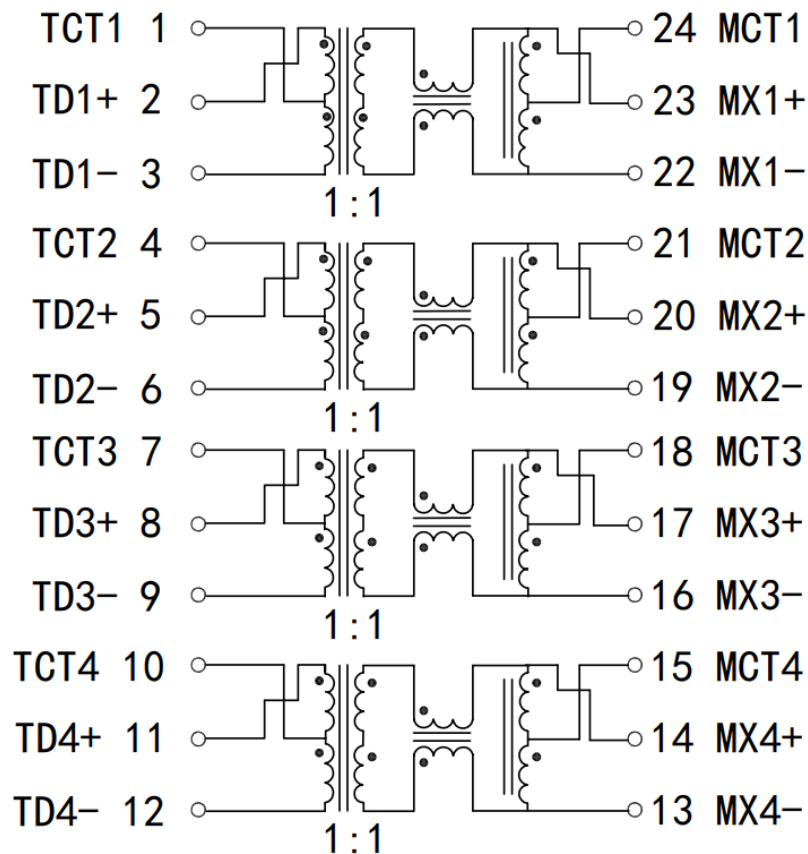 TCT1 1 24 MCT1
TD1+ 2 23 MX1+
TD1- 3 22 MX1-
1:1
TCT2 4 21 MCT2
TD2+ 5 20 MX2+
TD2- 6 19 MX2-
1:1
TCT3 7 18 MCT3
TD3+ 8 17 MX3+
TD3- 9 16 MX3-
1:1
TCT4 10 15 MCT4
TD4+ 11 14 MX4+
TD4- 12 13 MX4-
1:1